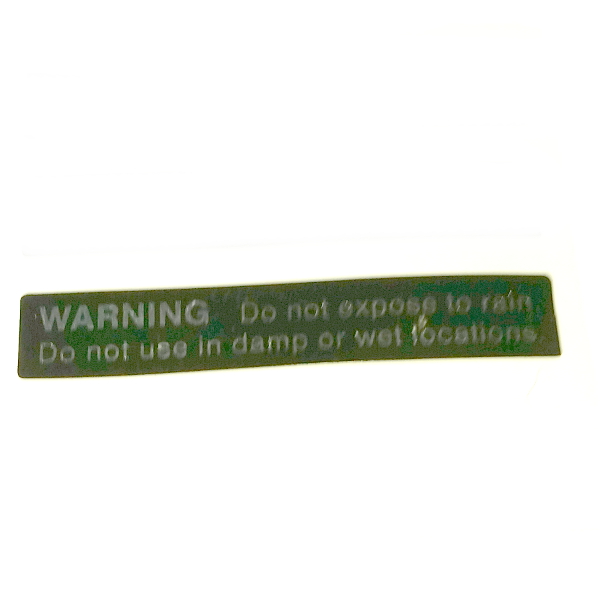 WARNING Do not expose to rain
Do not use in damp or wet locations